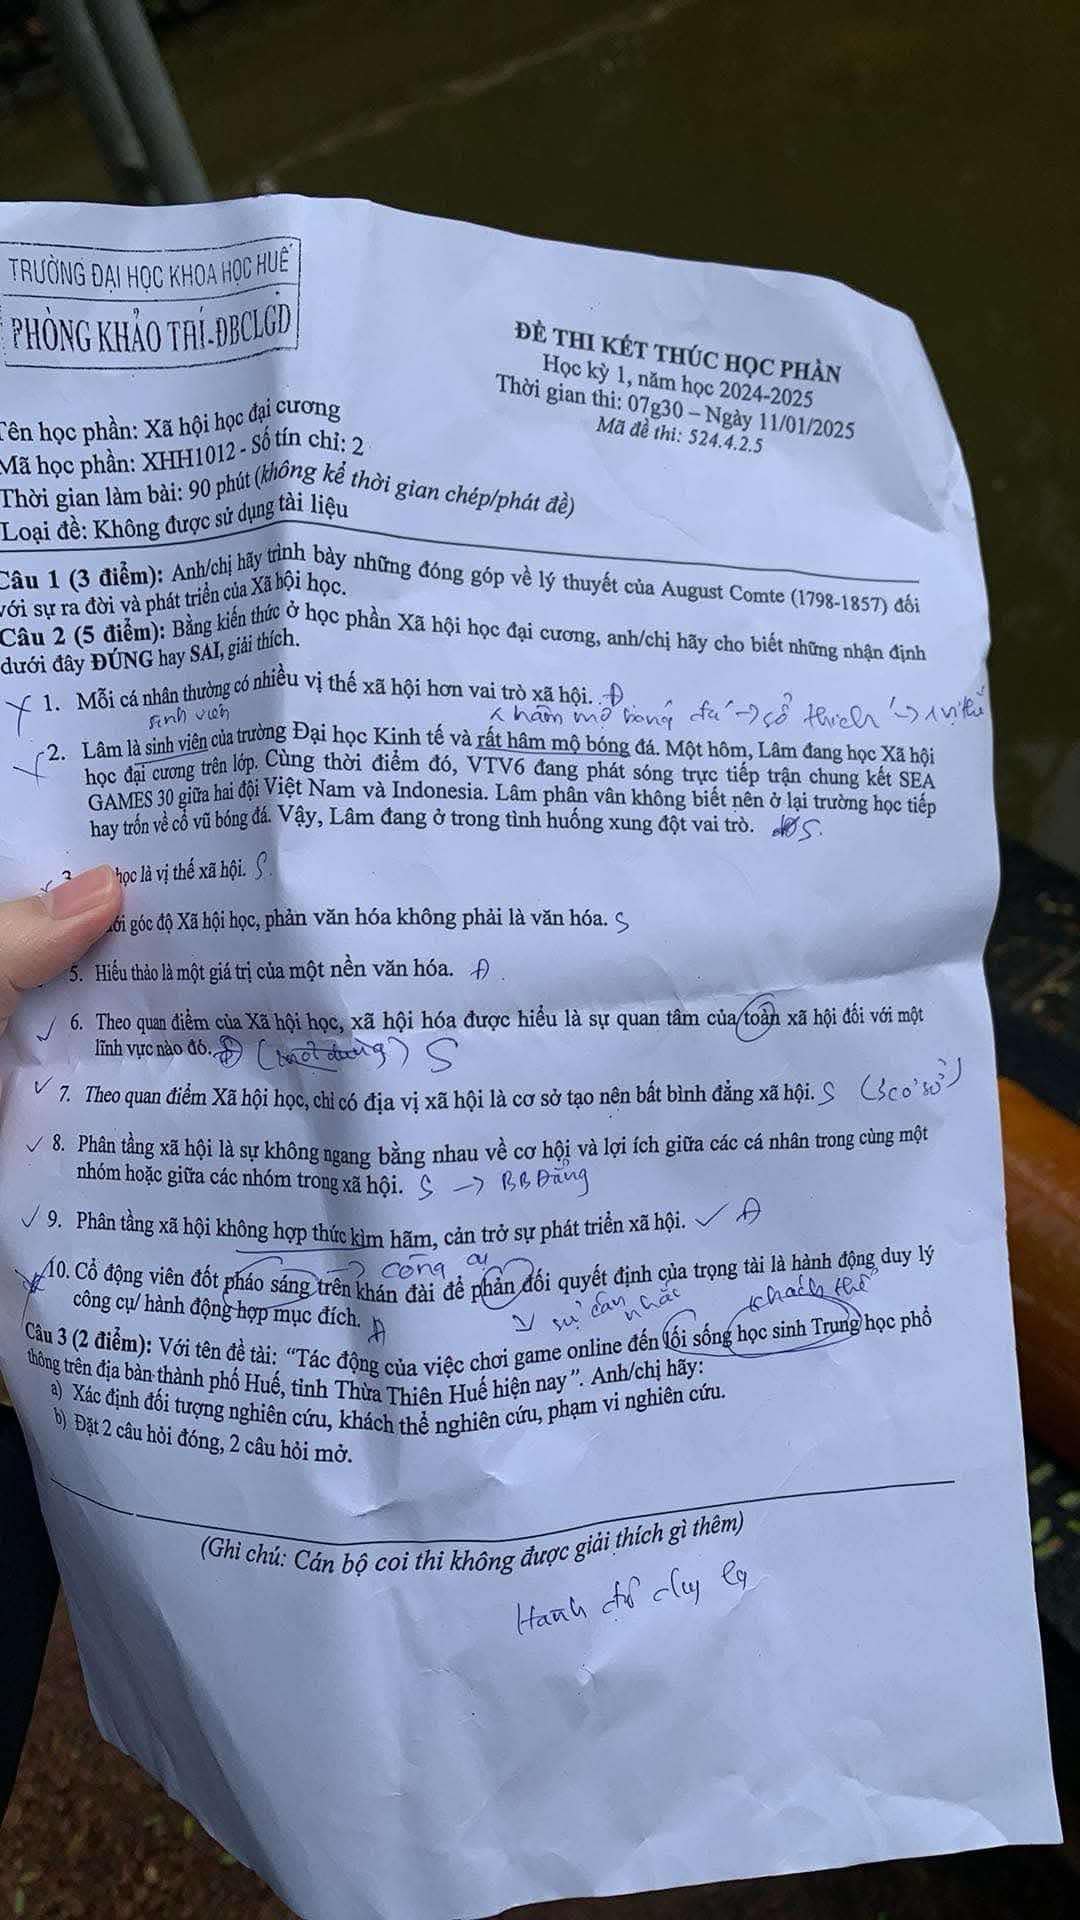 TRƯỜNG ĐẠI HỌC KHOA HỌC HUẾ
PHÒNG KHẢO THÍ-ĐBCLGD
ĐỀ THI KẾT THÚC HỌC PHẦN
Học kỳ 1, năm học 2024-2025
Thời gian thi: 07g30 – Ngày 11/01/2025
Mã đề thi: 524.4.2.5
Tên học phần: Xã hội học đại cương
Mã học phần: XHH1012 - Số tín chỉ: 2
Thời gian làm bài: 90 phút (không kể thời gian chép/phát đề)
Loại đề: Không được sử dụng tài liệu
Câu 1 (3 điểm): Anh/chị hãy trình bày những đóng góp về lý thuyết của August Comte (1798-1857) đối
với sự ra đời và phát triển của Xã hội học.
Câu 2 (5 điểm): Bằng kiến thức ở học phần Xã hội học đại cương, anh/chị hãy cho biết những nhận định
dưới đây ĐÚNG hay SAI, giải thích.
1. Mỗi cá nhân thường có nhiều vị thế xã hội hơn vai trò xã hội. Đ
sinh viên
hâm mộ bóng đá → cổ thích → 1 vị thế
2. Lâm là sinh viên của trường Đại học Kinh tế và rất hâm mộ bóng đá. Một hôm, Lâm đang học Xã hội
học đại cương trên lớp. Cùng thời điểm đó, VTV6 đang phát sóng trực tiếp trận chung kết SEA
GAMES 30 giữa hai đội Việt Nam và Indonesia. Lâm phân vân không biết nên ở lại trường học tiếp
hay trốn về cổ vũ bóng đá. Vậy, Lâm đang ở trong tình huống xung đột vai trò. S.
học là vị thế xã hội. S.
góc độ Xã hội học, phản văn hóa không phải là văn hóa. S
5. Hiếu thảo là một giá trị của một nền văn hóa. Đ
6. Theo quan điểm của Xã hội học, xã hội hóa được hiểu là sự quan tâm của toàn xã hội đối với một
lĩnh vực nào đó. Đ S
7. Theo quan điểm Xã hội học, chỉ có địa vị xã hội là cơ sở tạo nên bất bình đẳng xã hội. S (3 cơ sở)
8. Phân tầng xã hội là sự không ngang bằng nhau về cơ hội và lợi ích giữa các cá nhân trong cùng một
nhóm hoặc giữa các nhóm trong xã hội. S → BBĐẳng
9. Phân tầng xã hội không hợp thức kìm hãm, cản trở sự phát triển xã hội. ✓ Đ
→ công cụ
10. Cổ động viên đốt pháo sáng trên khán đài để phản đối quyết định của trọng tài là hành động duy lý
công cụ/ hành động hợp mục đích. Đ
sự cân nhắc
khách thể
Câu 3 (2 điểm): Với tên đề tài: “Tác động của việc chơi game online đến lối sống học sinh Trung học phổ
thông trên địa bàn thành phố Huế, tỉnh Thừa Thiên Huế hiện nay”. Anh/chị hãy:
a) Xác định đối tượng nghiên cứu, khách thể nghiên cứu, phạm vi nghiên cứu.
b) Đặt 2 câu hỏi đóng, 2 câu hỏi mở.
(Ghi chú: Cán bộ coi thi không được giải thích gì thêm)
Hành